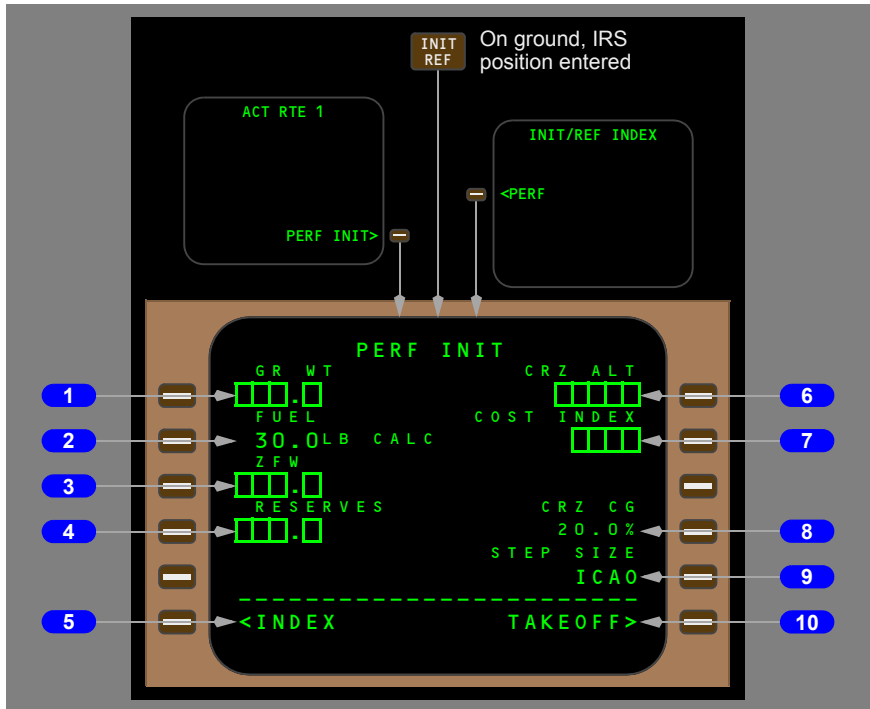 INIT
REF
On ground, IRS
position entered
ACT RTE 1
PERF INIT>
INIT/REF INDEX
<PERF
PERF INIT
GR WT
CRZ ALT
1
.
6
FUEL
COST INDEX
2
30.0LB CALC
7
ZFW
3
.
RESERVES
CRZ CG
4
.
20.0%
8
STEP SIZE
ICAO
9
------------------------
5
<INDEX
TAKEOFF>
10